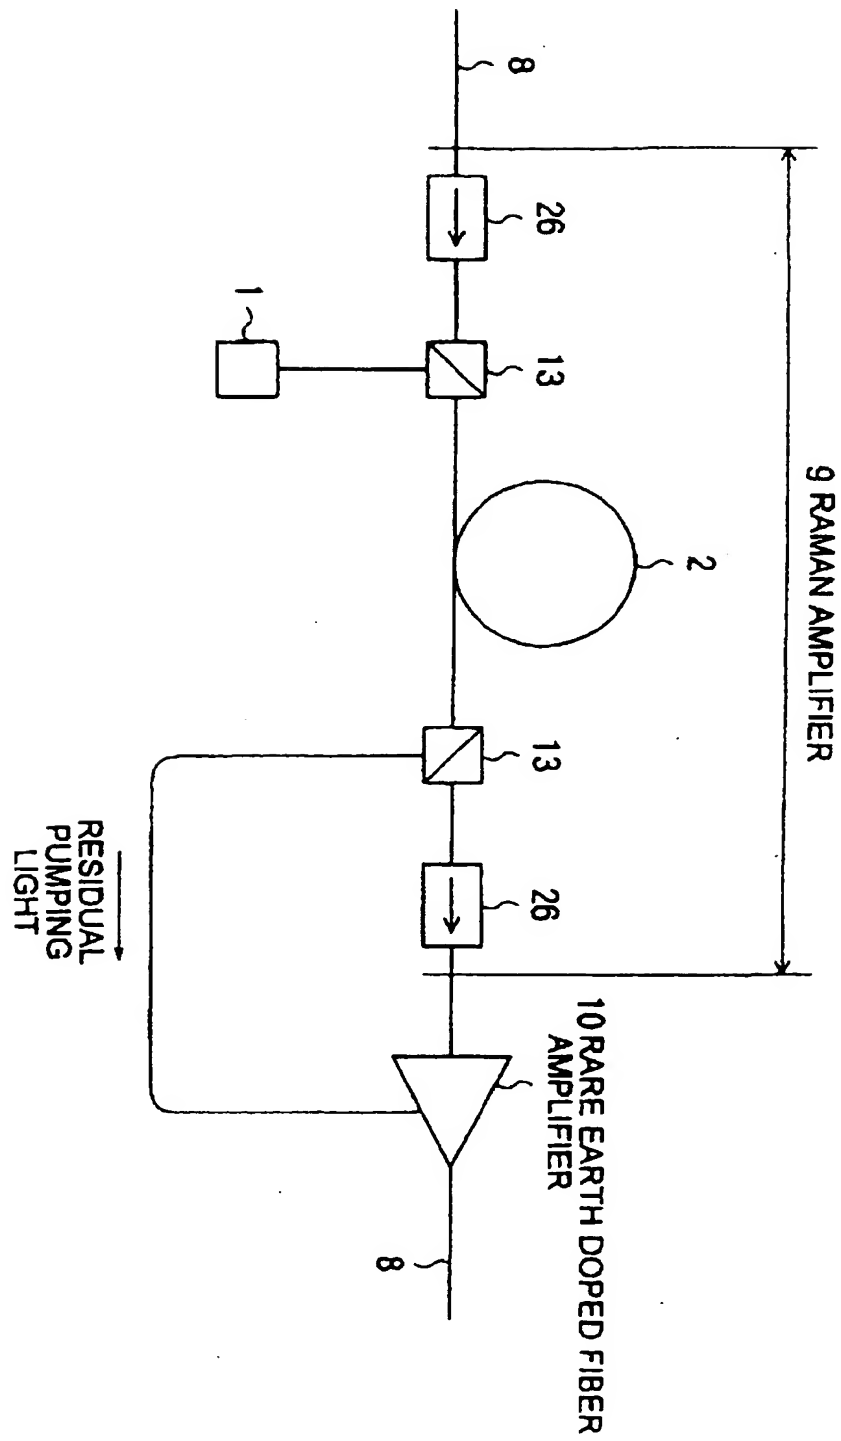 9 RAMAN AMPLIFIER
8
26
13
1
2
13
26
10 RARE EARTH DOPED FIBER
AMPLIFIER
8
RESIDUAL
PUMPING
LIGHT